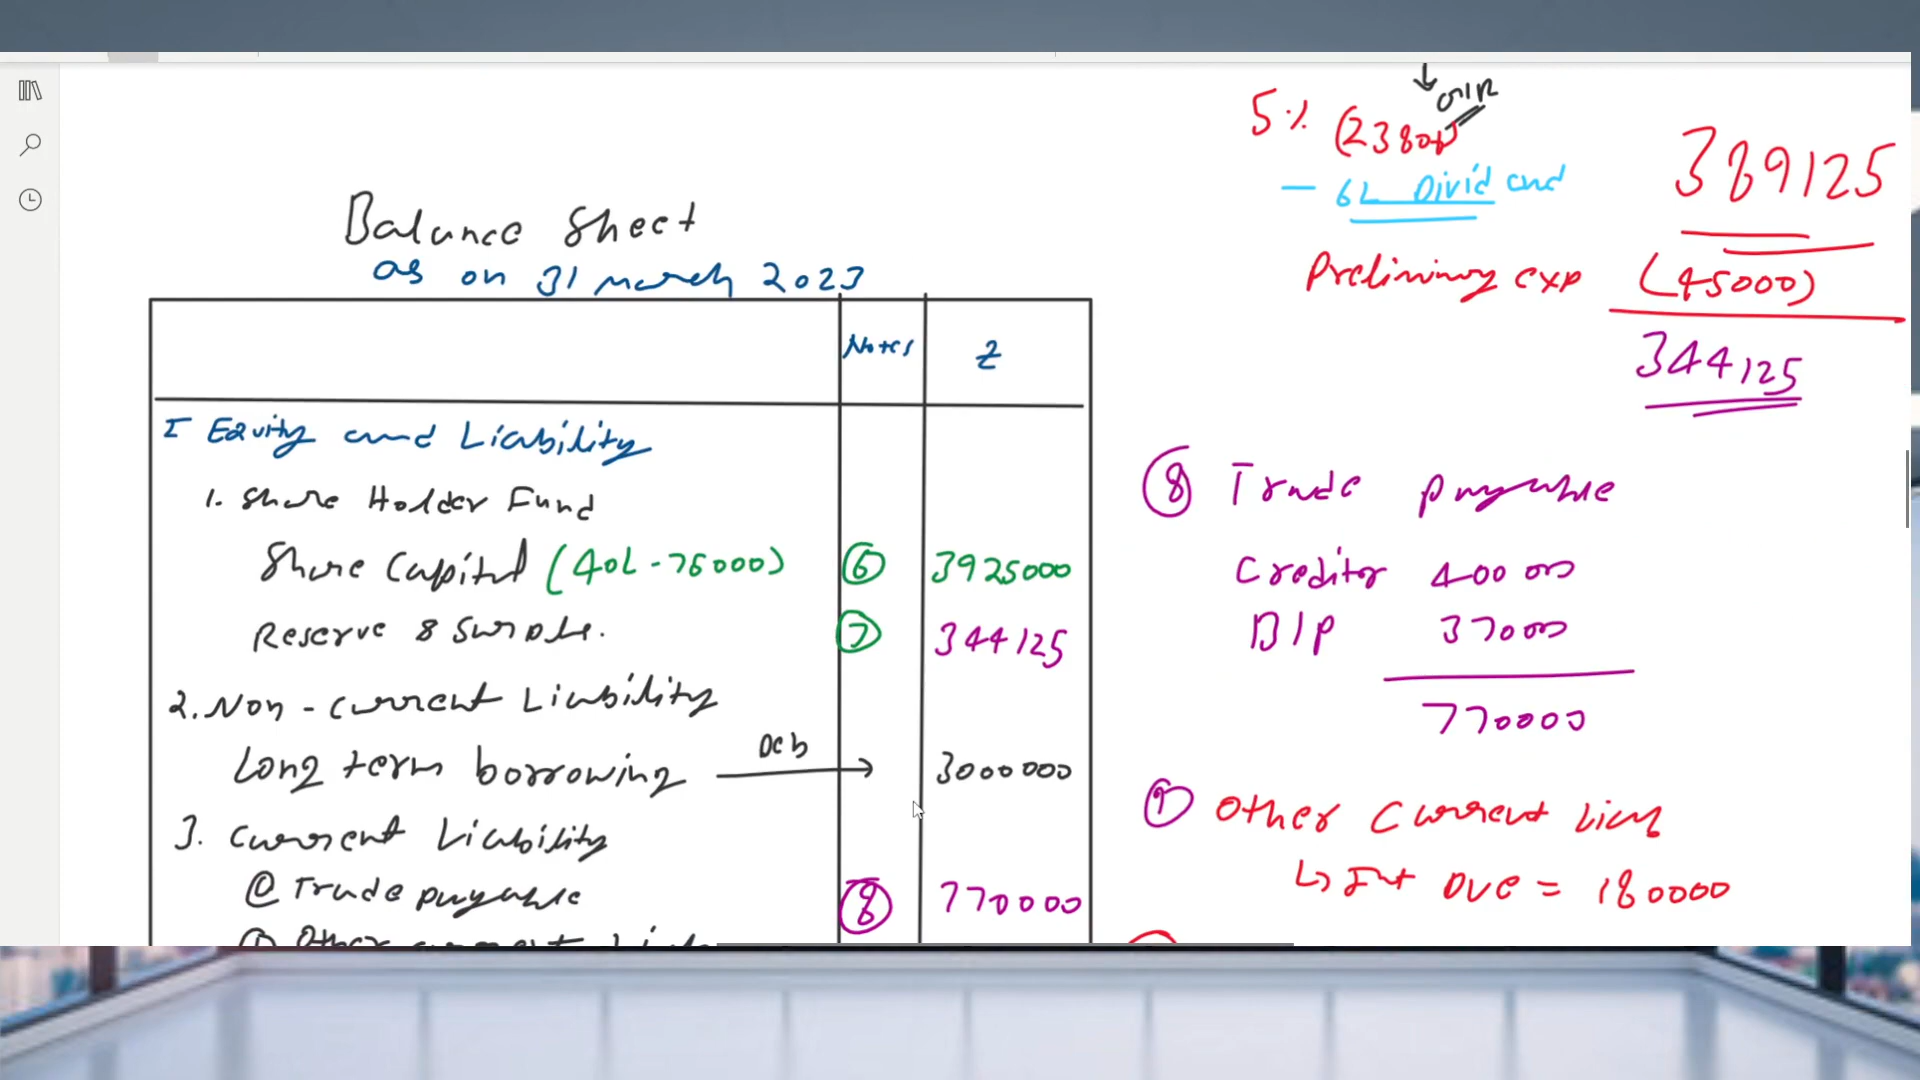 Balance Sheet
as on 31 march 2023
Notes
₹
I Equity and Liability
1. Share Holder Fund
Share Capital (40L - 75000) ⑥ 3925000
Reserve & Surplus. ⑦ 344125
2. Non-current Liability
Long term borrowing Deb → 3000000
3. Current Liability
@ Trade payable ⑧ 770000
5% (2380
- 6L Dividend
389125
Preliminary exp (45000)
344125
⑧ Trade payable
Creditor 400000
B/P 370000
770000
⑨ Other Current Liab
↳ Int Due = 180000